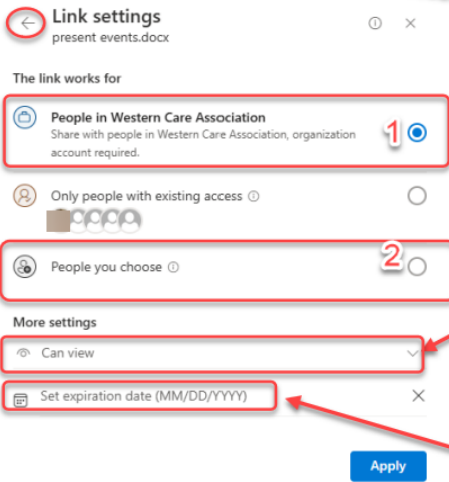 Link settings
present events.docx
The link works for
People in Western Care Association
Share with people in Western Care Association, organization
account required.
1
Only people with existing access
People you choose
2
More settings
Can view
Set expiration date (MM/DD/YYYY)
Apply